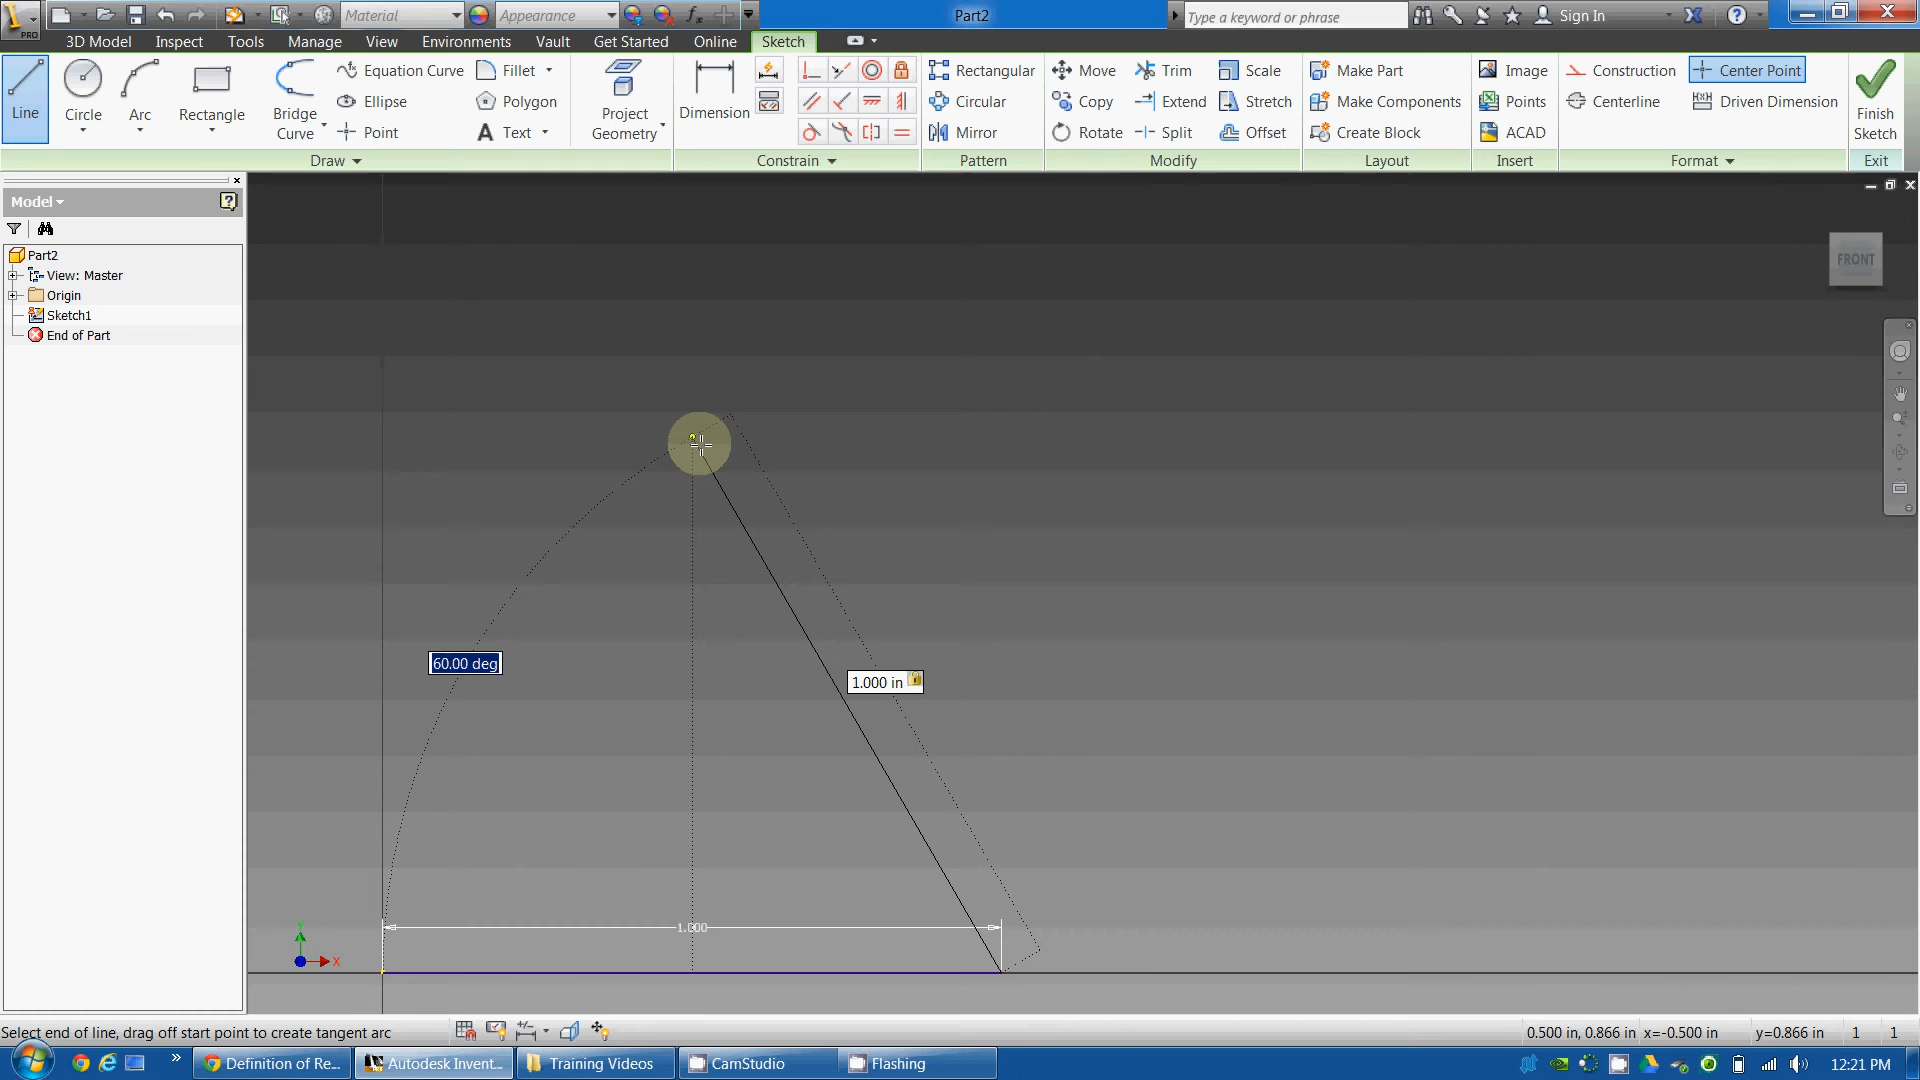 PRO
Material
Appearance
Part2
Type a keyword or phrase
Sign In
3D Model
Inspect
Tools
Manage
View
Environments
Vault
Get Started
Online
Sketch
Line
Circle
Arc
Rectangle
Bridge
Curve
Equation Curve
Ellipse
Point
Fillet
Polygon
A Text
Project
Geometry
Dimension
Rectangular
Circular
Mirror
Move
Copy
Rotate
Trim
Extend
Split
Scale
Stretch
Offset
Make Part
Make Components
Create Block
Image
Points
ACAD
Construction
Centerline
Center Point
Driven Dimension
Finish
Sketch
Draw
Constrain
Pattern
Modify
Layout
Insert
Format
Exit
Model
Part2
View: Master
Origin
Sketch1
End of Part
FRONT
60.00 deg
1.000 in
1.000
Y
X
Select end of line, drag off start point to create tangent arc
0.500 in, 0.866 in x=-0.500 in
y=0.866 in
1
1
Definition of Re...
Autodesk Invent...
Training Videos
CamStudio
Flashing
12:21 PM